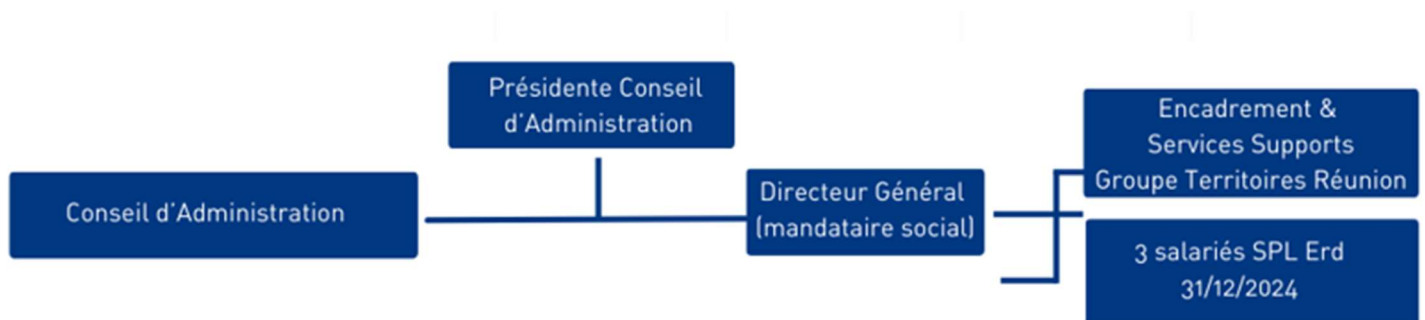 Présidente Conseil
d'Administration
Conseil d'Administration
Directeur Général
(mandataire social)
Encadrement &
Services Supports
Groupe Territoires Réunion
3 salariés SPL Erd
31/12/2024